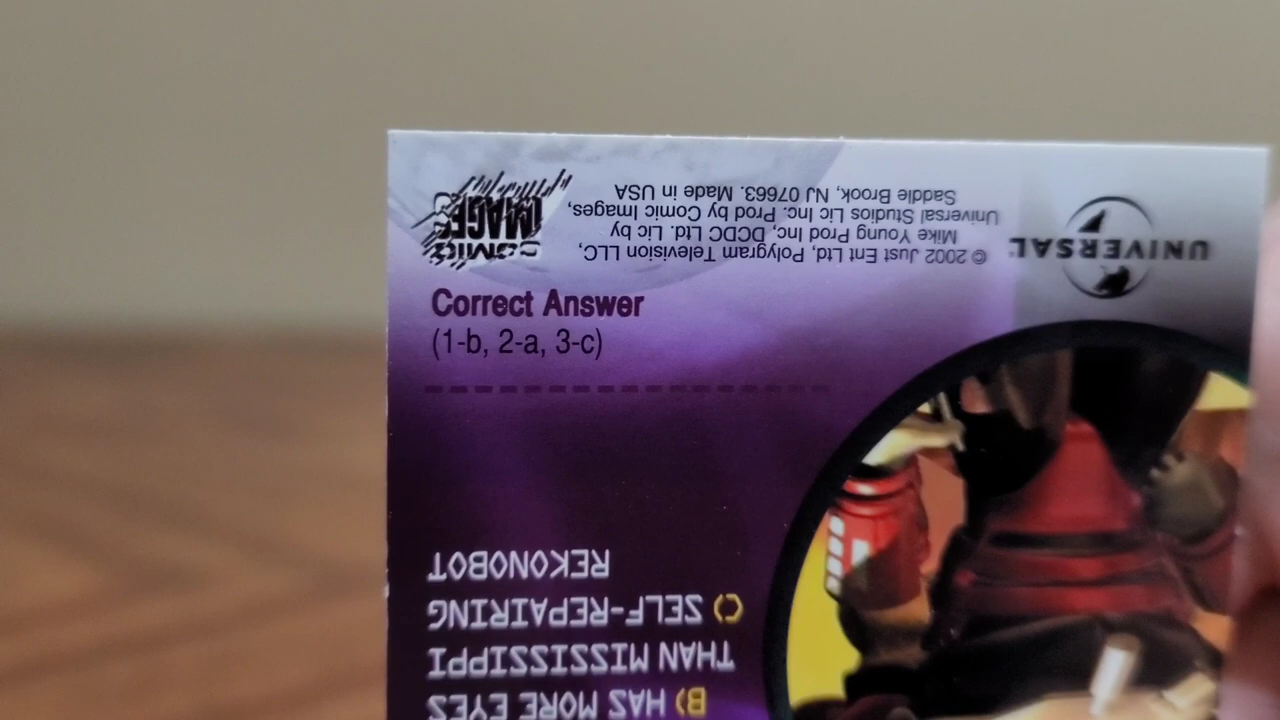 Correct Answer
(1-b, 2-a, 3-c)
B) HAS MORE EYES
THAN MISSISSIPPI
C) SELF-REPAIRING
REKONOBOT
UNIVERSAL
© 2002 Just Ent Ltd, Polygram Television LLC,
Mike Young Prod Inc, DCDC Ltd. Lic by
Universal Studios Lic Inc. Prod by Comic Images,
Saddle Brook, NJ 07663. Made in USA
COMIC
IMAGES